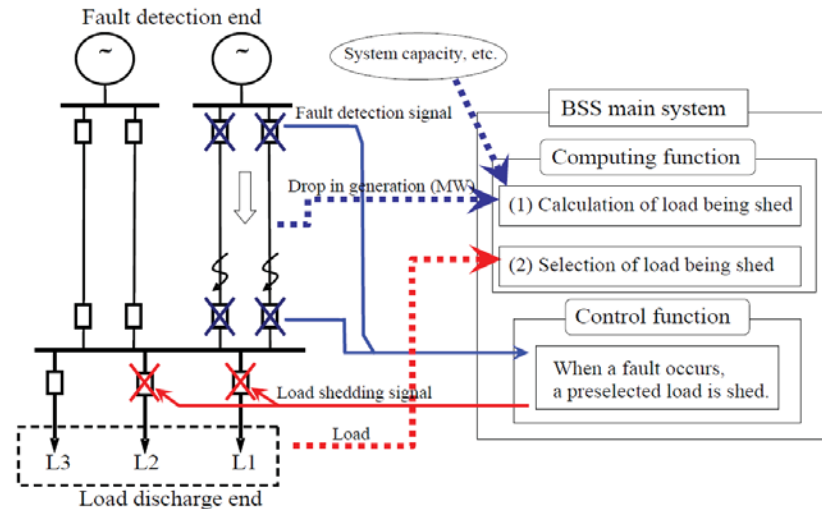 Fault detection end
~
~
System capacity, etc.
Fault detection signal
BSS main system
Computing function
Drop in generation (MW)
(1) Calculation of load being shed
(2) Selection of load being shed
Control function
When a fault occurs,
a preselected load is shed.
Load shedding signal
Load
L3
L2
L1
Load discharge end